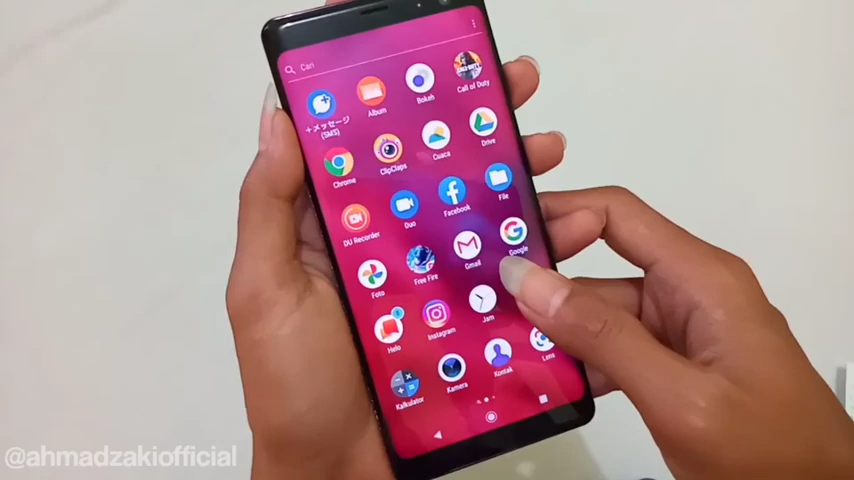 Cari
+メッセージ
(SMS)
Album
Bokeh
Call of Duty
Chrome
ClipClaps
Cuaca
Drive
DU Recorder
Duo
Facebook
File
Foto
Free Fire
Gmail
Google
Helo
Instagram
Jam
Kalkulator
Kamera
Kontak
Lens
@ahmadzakiofficial